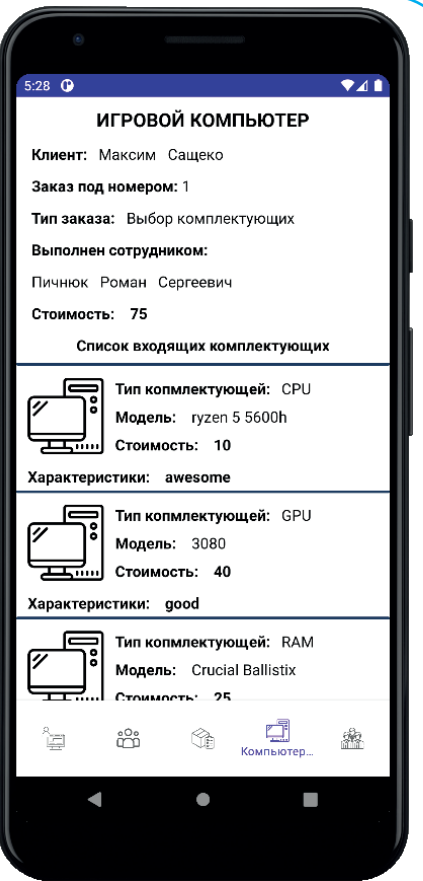 5:28
ИГРОВОЙ КОМПЬЮТЕР
Клиент: Максим Сащеко
Заказ под номером: 1
Тип заказа: Выбор комплектующих
Выполнен сотрудником:
Пичнюк Роман Сергеевич
Стоимость: 75
Список входящих комплектующих
Тип копмлектующей: CPU
Модель: ryzen 5 5600h
Стоимость: 10
Характеристики: awesome
Тип копмлектующей: GPU
Модель: 3080
Стоимость: 40
Характеристики: good
Тип копмлектующей: RAM
Модель: Crucial Ballistix
Стоимость: 25
Компьютер...